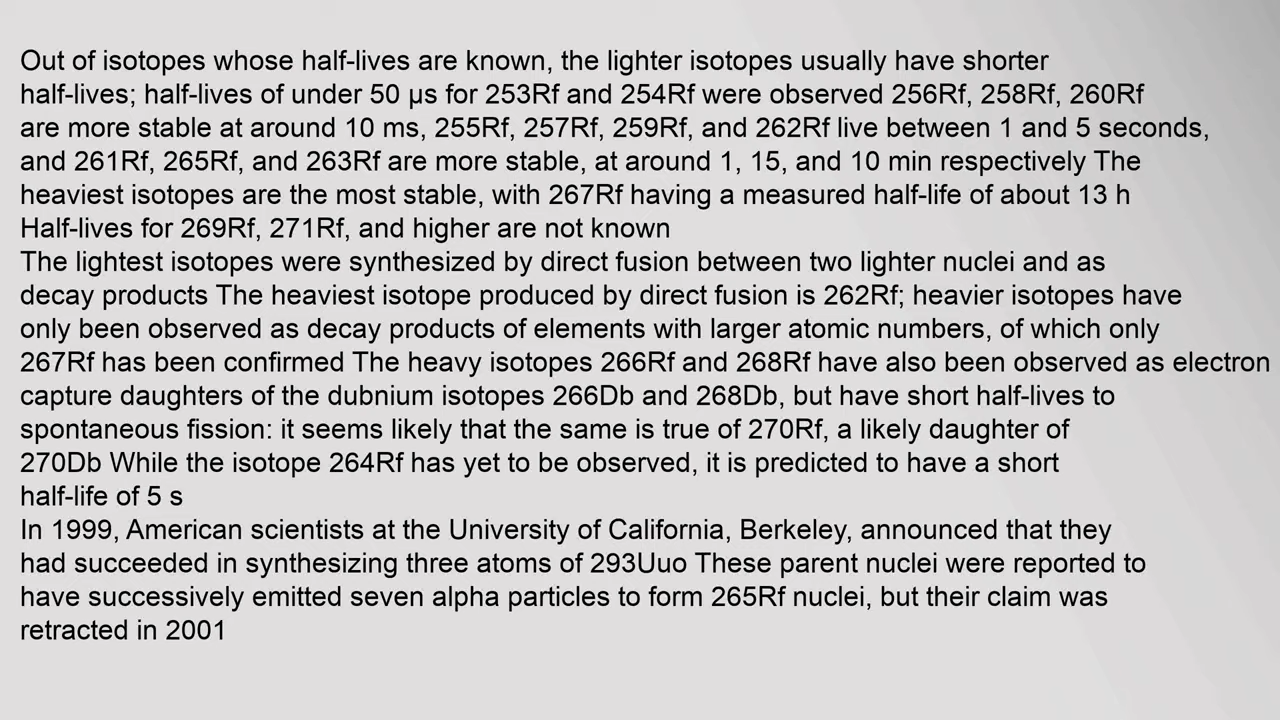 Out of isotopes whose half-lives are known, the lighter isotopes usually have shorter
half-lives; half-lives of under 50 μs for 253Rf and 254Rf were observed 256Rf, 258Rf, 260Rf
are more stable at around 10 ms, 255Rf, 257Rf, 259Rf, and 262Rf live between 1 and 5 seconds,
and 261Rf, 265Rf, and 263Rf are more stable, at around 1, 15, and 10 min respectively The
heaviest isotopes are the most stable, with 267Rf having a measured half-life of about 13 h
Half-lives for 269Rf, 271Rf, and higher are not known
The lightest isotopes were synthesized by direct fusion between two lighter nuclei and as
decay products The heaviest isotope produced by direct fusion is 262Rf; heavier isotopes have
only been observed as decay products of elements with larger atomic numbers, of which only
267Rf has been confirmed The heavy isotopes 266Rf and 268Rf have also been observed as electron
capture daughters of the dubnium isotopes 266Db and 268Db, but have short half-lives to
spontaneous fission: it seems likely that the same is true of 270Rf, a likely daughter of
270Db While the isotope 264Rf has yet to be observed, it is predicted to have a short
half-life of 5 s
In 1999, American scientists at the University of California, Berkeley, announced that they
had succeeded in synthesizing three atoms of 293Uuo These parent nuclei were reported to
have successively emitted seven alpha particles to form 265Rf nuclei, but their claim was
retracted in 2001